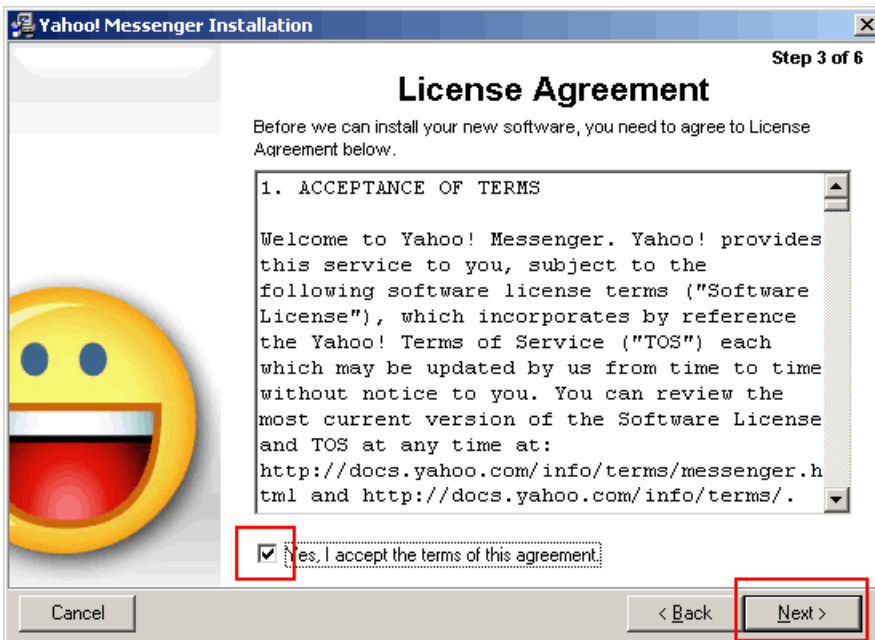 Yahoo! Messenger Installation
Step 3 of 6
License Agreement
Before we can install your new software, you need to agree to License
Agreement below.
1. ACCEPTANCE OF TERMS
Welcome to Yahoo! Messenger. Yahoo! provides
this service to you, subject to the
following software license terms ("Software
License"), which incorporates by reference
the Yahoo! Terms of Service ("TOS") each
which may be updated by us from time to time
without notice to you. You can review the
most current version of the Software License
and TOS at any time at:
http://docs.yahoo.com/info/terms/messenger.h
tml and http://docs.yahoo.com/info/terms/.
Yes, I accept the terms of this agreement.
Cancel
< Back
Next >